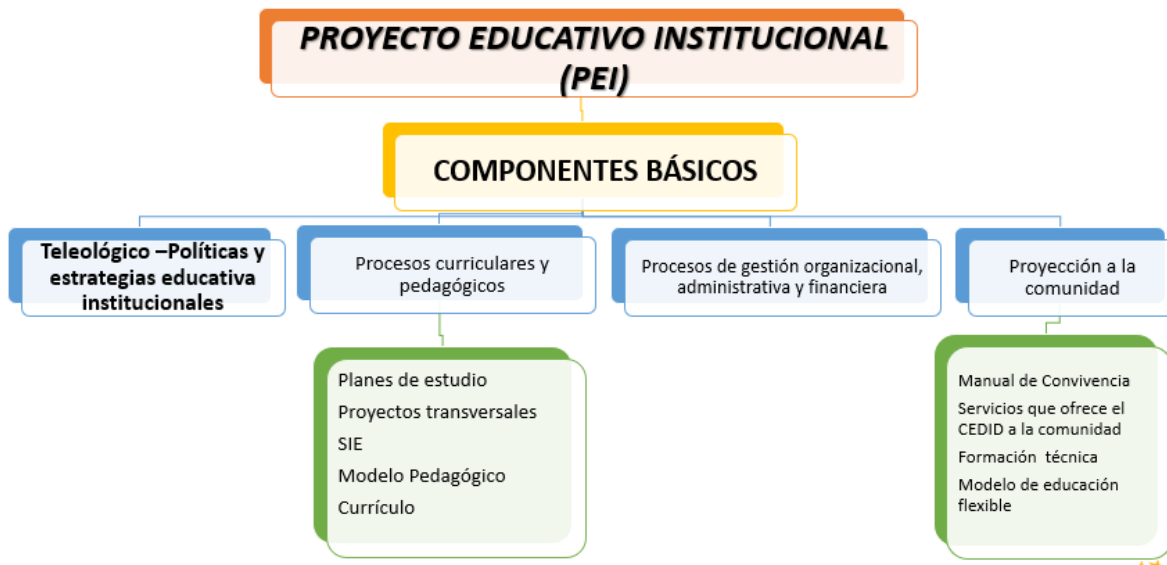 PROYECTO EDUCATIVO INSTITUCIONAL
(PEI)
COMPONENTES BÁSICOS
Teleológico –Políticas y
estrategias educativa
institucionales
Procesos curriculares y
pedagógicos
Procesos de gestión organizacional,
administrativa y financiera
Proyección a la
comunidad
Planes de estudio
Proyectos transversales
SIE
Modelo Pedagógico
Currículo
Manual de Convivencia
Servicios que ofrece el
CEDID a la comunidad
Formación técnica
Modelo de educación
flexible